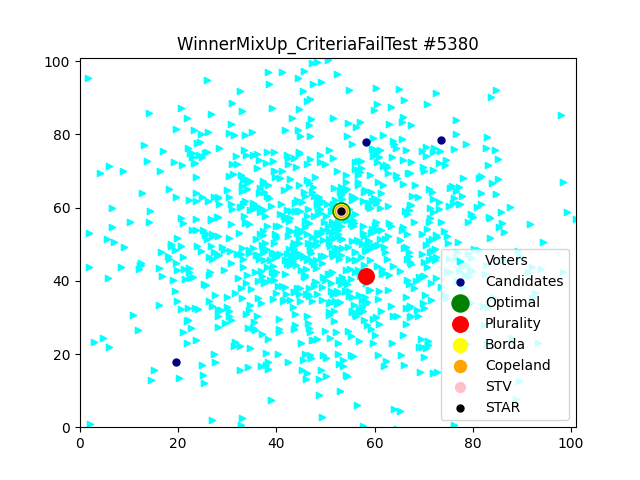 WinnerMixUp_CriteriaFailTest #5380
100
80
60
40
20
0
0 20 40 60 80 100
Voters
Candidates
Optimal
Plurality
Borda
Copeland
STV
STAR